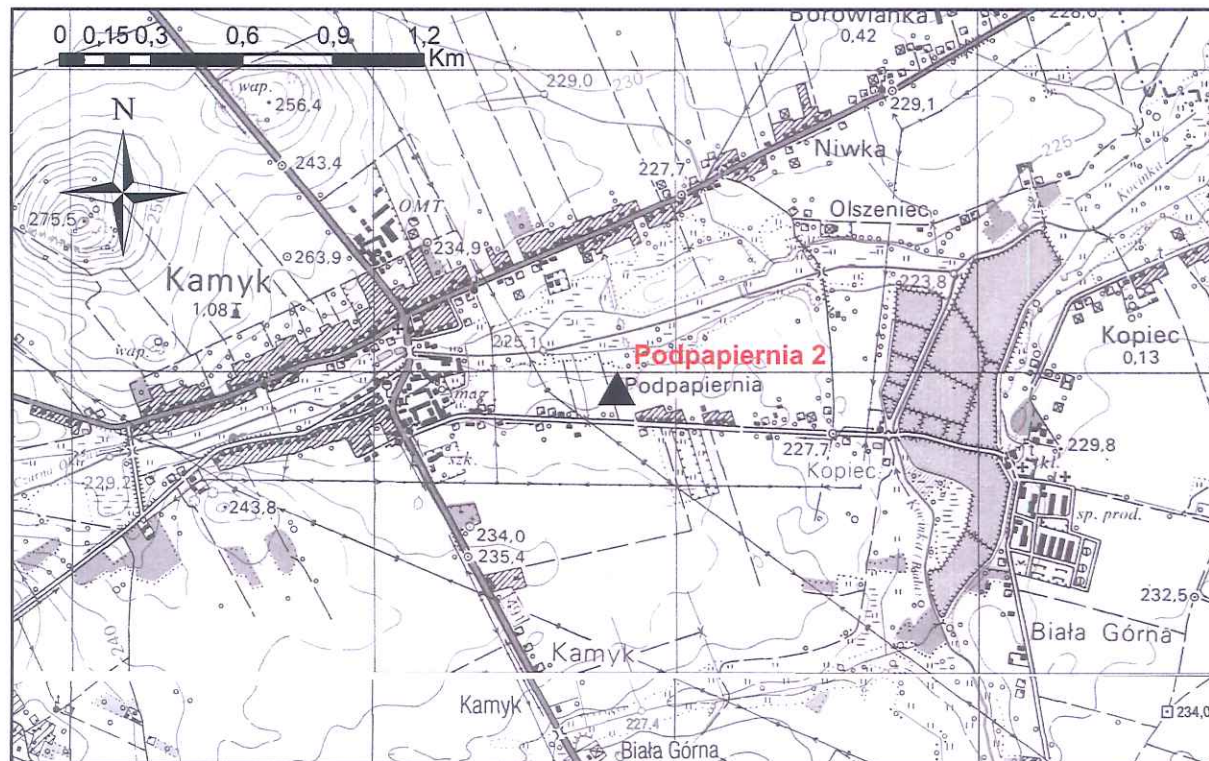 Borowianka
0.42
228,6
0 0,15 0,3 0,6 0,9 1,2
Km
wap.
256,4
229,0
230
229,1
N
243.4
Niwka
225
Kocinka
227,7
OMT
Olszeniec
275,5
234,9
263,9
Kamyk
1.08
223,8
Kopiec
0,13
wap.
225,1
Podpapiernia 2
Podpapiernia
mag.
229,8
227,7
Kopiec
szk.
229,2
243,8
sp. prod.
234,0
235,4
232,5
240
Biała Górna
Kamyk
Kamyk
227,4
234,0
Biała Górna